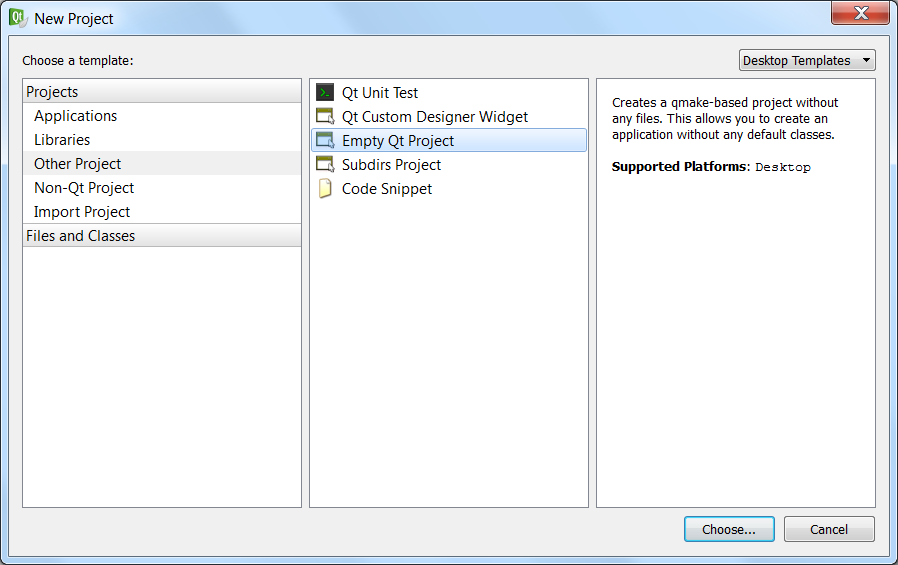 Qt New Project
Choose a template:
Desktop Templates
Projects
Applications
Libraries
Other Project
Non-Qt Project
Import Project
Files and Classes
Qt Unit Test
Qt Custom Designer Widget
Empty Qt Project
Subdirs Project
Code Snippet
Creates a qmake-based project without
any files. This allows you to create an
application without any default classes.
Supported Platforms: Desktop
Choose...
Cancel